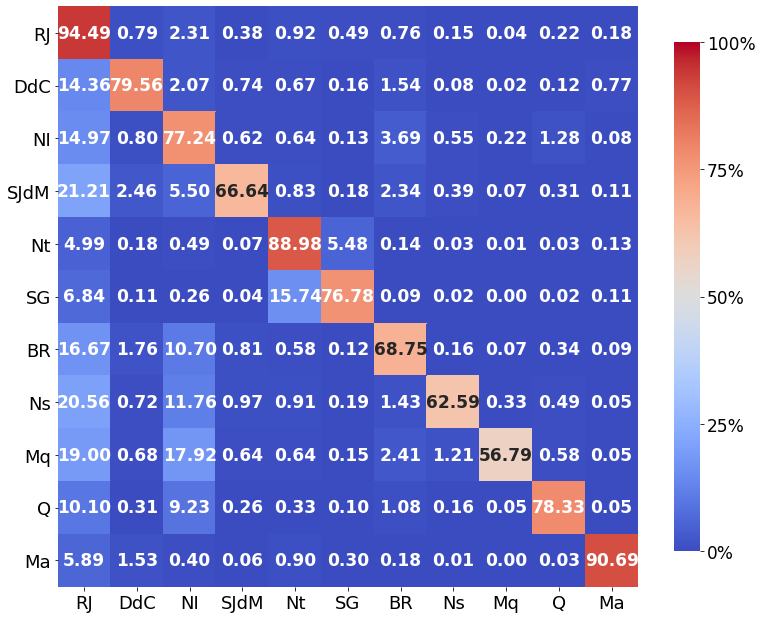 RJ 94.49 0.79 2.31 0.38 0.92 0.49 0.76 0.15 0.04 0.22 0.18
DdC 14.36 79.56 2.07 0.74 0.67 0.16 1.54 0.08 0.02 0.12 0.77
NI 14.97 0.80 77.24 0.62 0.64 0.13 3.69 0.55 0.22 1.28 0.08
SJdM 21.21 2.46 5.50 66.64 0.83 0.18 2.34 0.39 0.07 0.31 0.11
Nt 4.99 0.18 0.49 0.07 88.98 5.48 0.14 0.03 0.01 0.03 0.13
SG 6.84 0.11 0.26 0.04 15.74 76.78 0.09 0.02 0.00 0.02 0.11
BR 16.67 1.76 10.70 0.81 0.58 0.12 68.75 0.16 0.07 0.34 0.09
Ns 20.56 0.72 11.76 0.97 0.91 0.19 1.43 62.59 0.33 0.49 0.05
Mq 19.00 0.68 17.92 0.64 0.64 0.15 2.41 1.21 56.79 0.58 0.05
Q 10.10 0.31 9.23 0.26 0.33 0.10 1.08 0.16 0.05 78.33 0.05
Ma 5.89 1.53 0.40 0.06 0.90 0.30 0.18 0.01 0.00 0.03 90.69
RJ DdC NI SJdM Nt SG BR Ns Mq Q Ma
100%
75%
50%
25%
0%